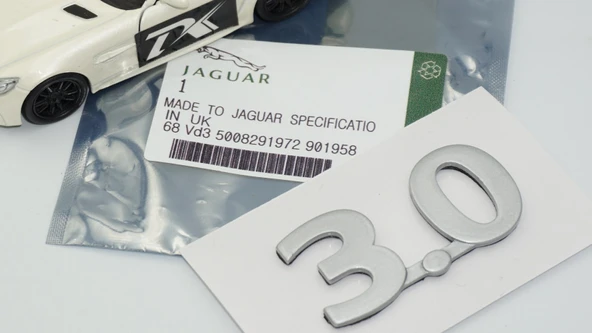 JAGUAR
1
MADE TO JAGUAR SPECIFICATIO
IN UK
68 Vd3 5008291972 901958
3.0